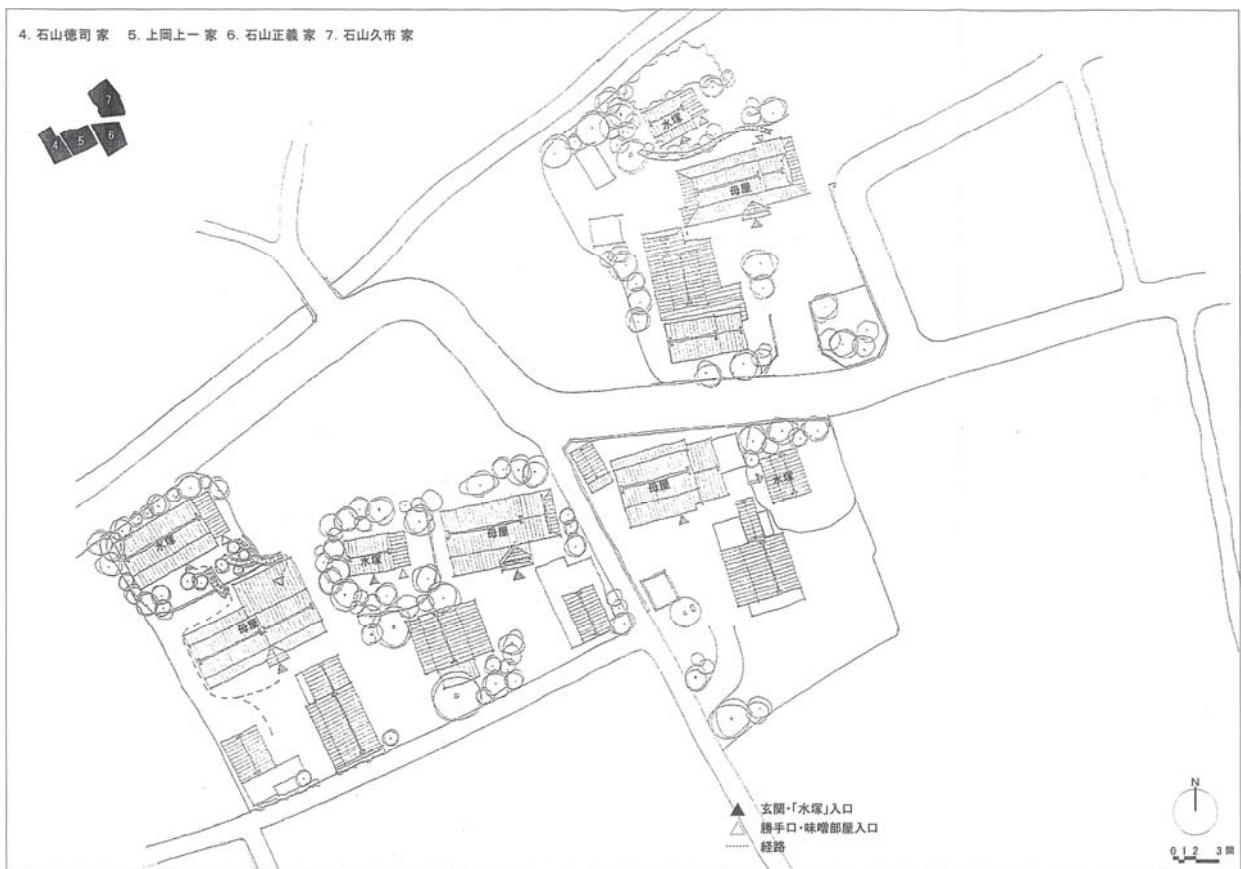 4. 石山徳司 家 5. 上岡上一 家 6. 石山正義 家 7. 石山久市 家
7
4 5 6
水塚
母屋
母屋
水塚
水塚
母屋
水塚
母屋
玄関・「水塚」入口
勝手口・味噌部屋入口
経路
N
0 1 2 3間